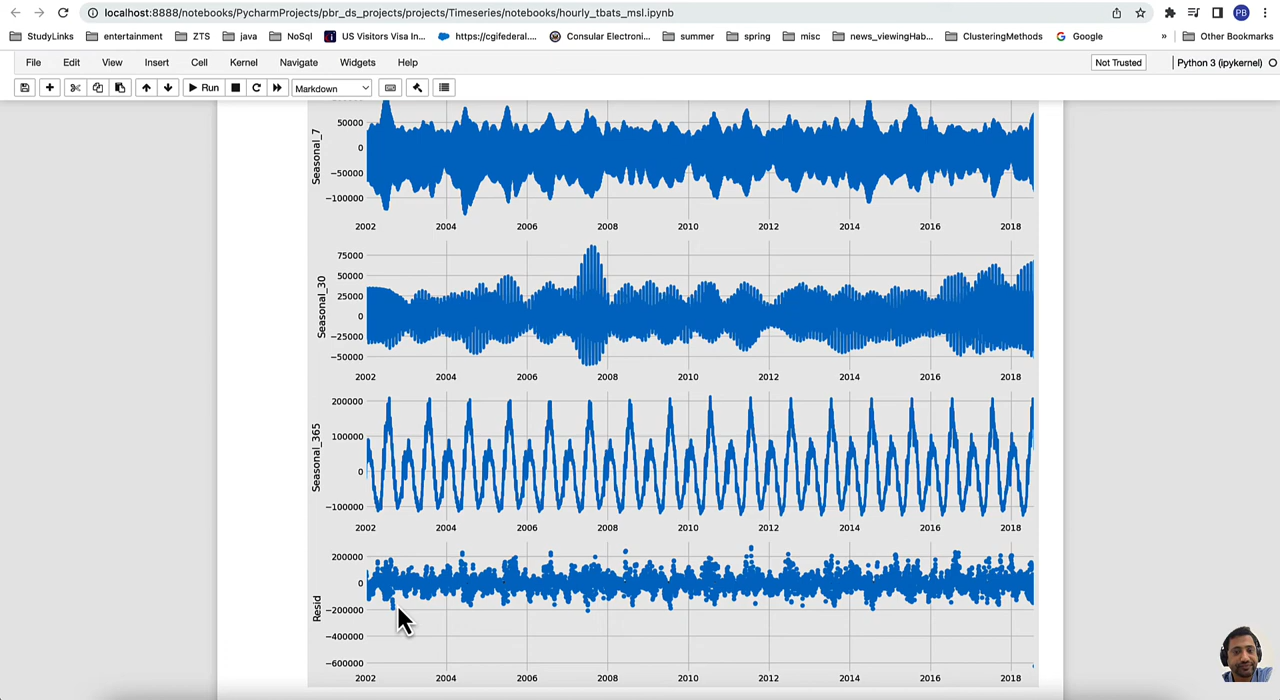 localhost:8888/notebooks/PycharmProjects/pbr_ds_projects/projects/Timeseries/notebooks/hourly_tbats_msl.ipynb
PB
StudyLinks entertainment ZTS java NoSql US Visitors Visa In... https://cgifederal.... Consular Electroni... summer spring misc news_viewingHab... ClusteringMethods Google » Other Bookmarks
File Edit View Insert Cell Kernel Navigate Widgets Help Not Trusted Python 3 (ipykernel)
Run Markdown
Seasonal_7
50000
0
−50000
−100000
2002 2004 2006 2008 2010 2012 2014 2016 2018
Seasonal_30
75000
50000
25000
0
−25000
−50000
2002 2004 2006 2008 2010 2012 2014 2016 2018
Seasonal_365
200000
100000
0
−100000
2002 2004 2006 2008 2010 2012 2014 2016 2018
Resid
200000
0
−200000
−400000
−600000
2002 2004 2006 2008 2010 2012 2014 2016 2018